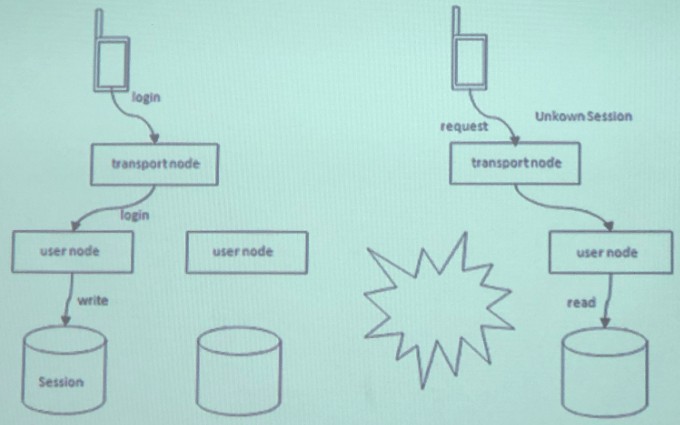 login
request
Unkown Session
transport node
transport node
login
user node
user node
user node
write
read
Session